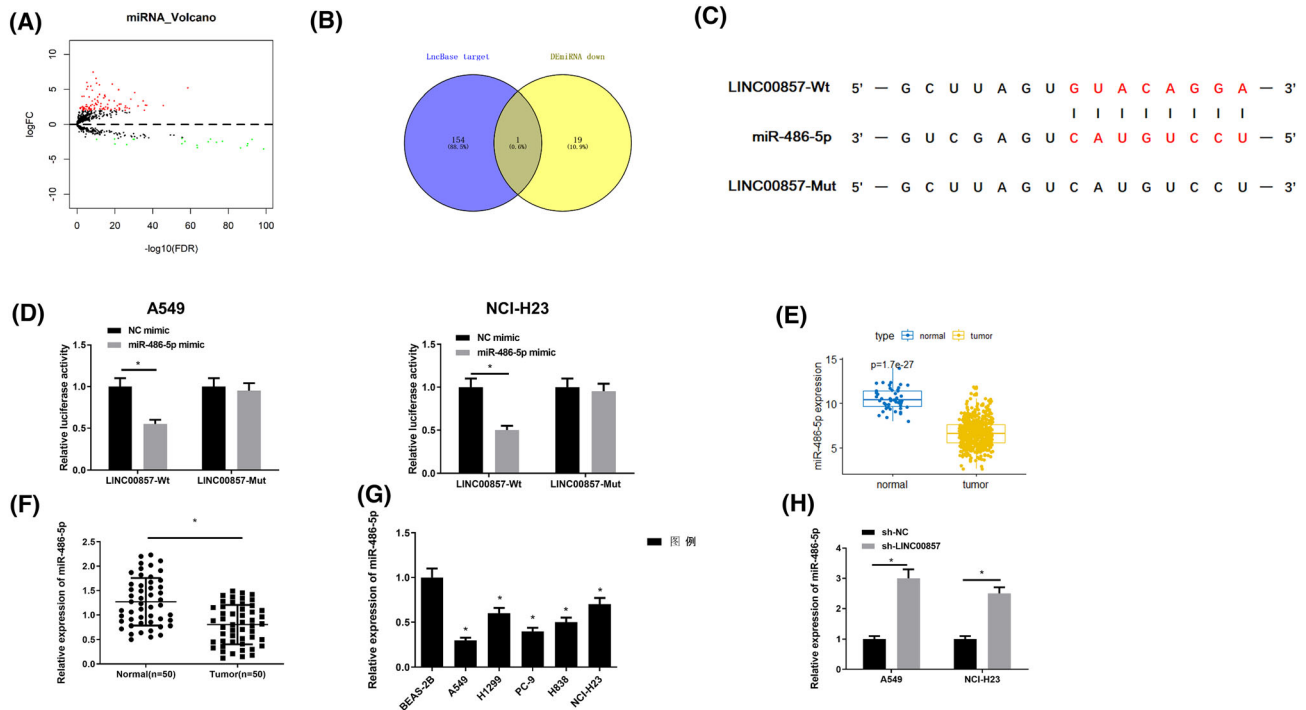 (A)
miRNA_Volcano
10
5
0
-5
-10
logFC
0 20 40 60 80 100
-log10(FDR)
(B)
LncBase target
DEmiRNA down
154
(88.5%)
1
(0.6%)
19
(10.9%)
(C)
LINC00857-Wt 5' — G C U U A G U G U A C A G G A — 3'
miR-486-5p 3' — G U C G A G U C A U G U C C U — 5'
LINC00857-Mut 5' — G C U U A G U C A U G U C C U — 3'
(D)
A549
NC mimic
miR-486-5p mimic
Relative luciferase activity
1.5
1.0
0.5
0.0
*
LINC00857-Wt LINC00857-Mut
NCI-H23
NC mimic
miR-486-5p mimic
Relative luciferase activity
1.5
1.0
0.5
0.0
*
LINC00857-Wt LINC00857-Mut
(E)
type normal tumor
p=1.7e-27
miR-486-5p expression
15
10
5
normal tumor
(F)
Relative expression of miR-486-5p
2.5
2.0
1.5
1.0
0.5
0.0
*
Normal(n=50) Tumor(n=50)
(G)
Relative expression of miR-486-5p
1.5
1.0
0.5
0.0
* * * * *
BEAS-2B A549 H1299 PC-9 H838 NCI-H23
图 例
(H)
sh-NC
sh-LINC00857
Relative expression of miR-486-5p
4
3
2
1
0
* *
A549 NCI-H23